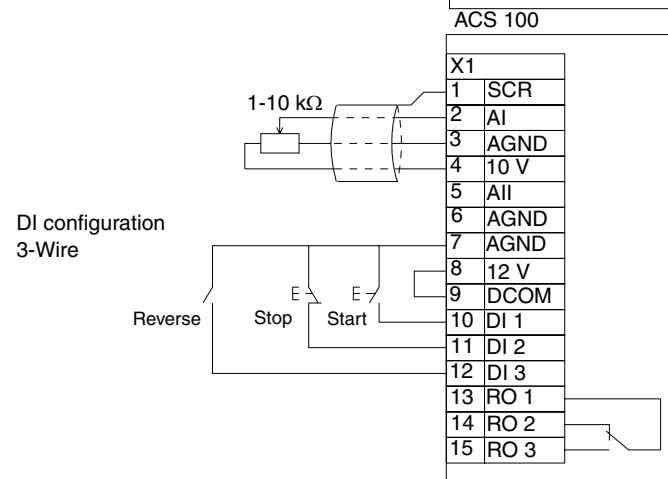 ACS 100
X1
1 SCR
1-10 kΩ
2 AI
3 AGND
4 10 V
5 AII
6 AGND
DI configuration
7 AGND
3-Wire
8 12 V
9 DCOM
Reverse Stop Start
10 DI 1
11 DI 2
12 DI 3
13 RO 1
14 RO 2
15 RO 3